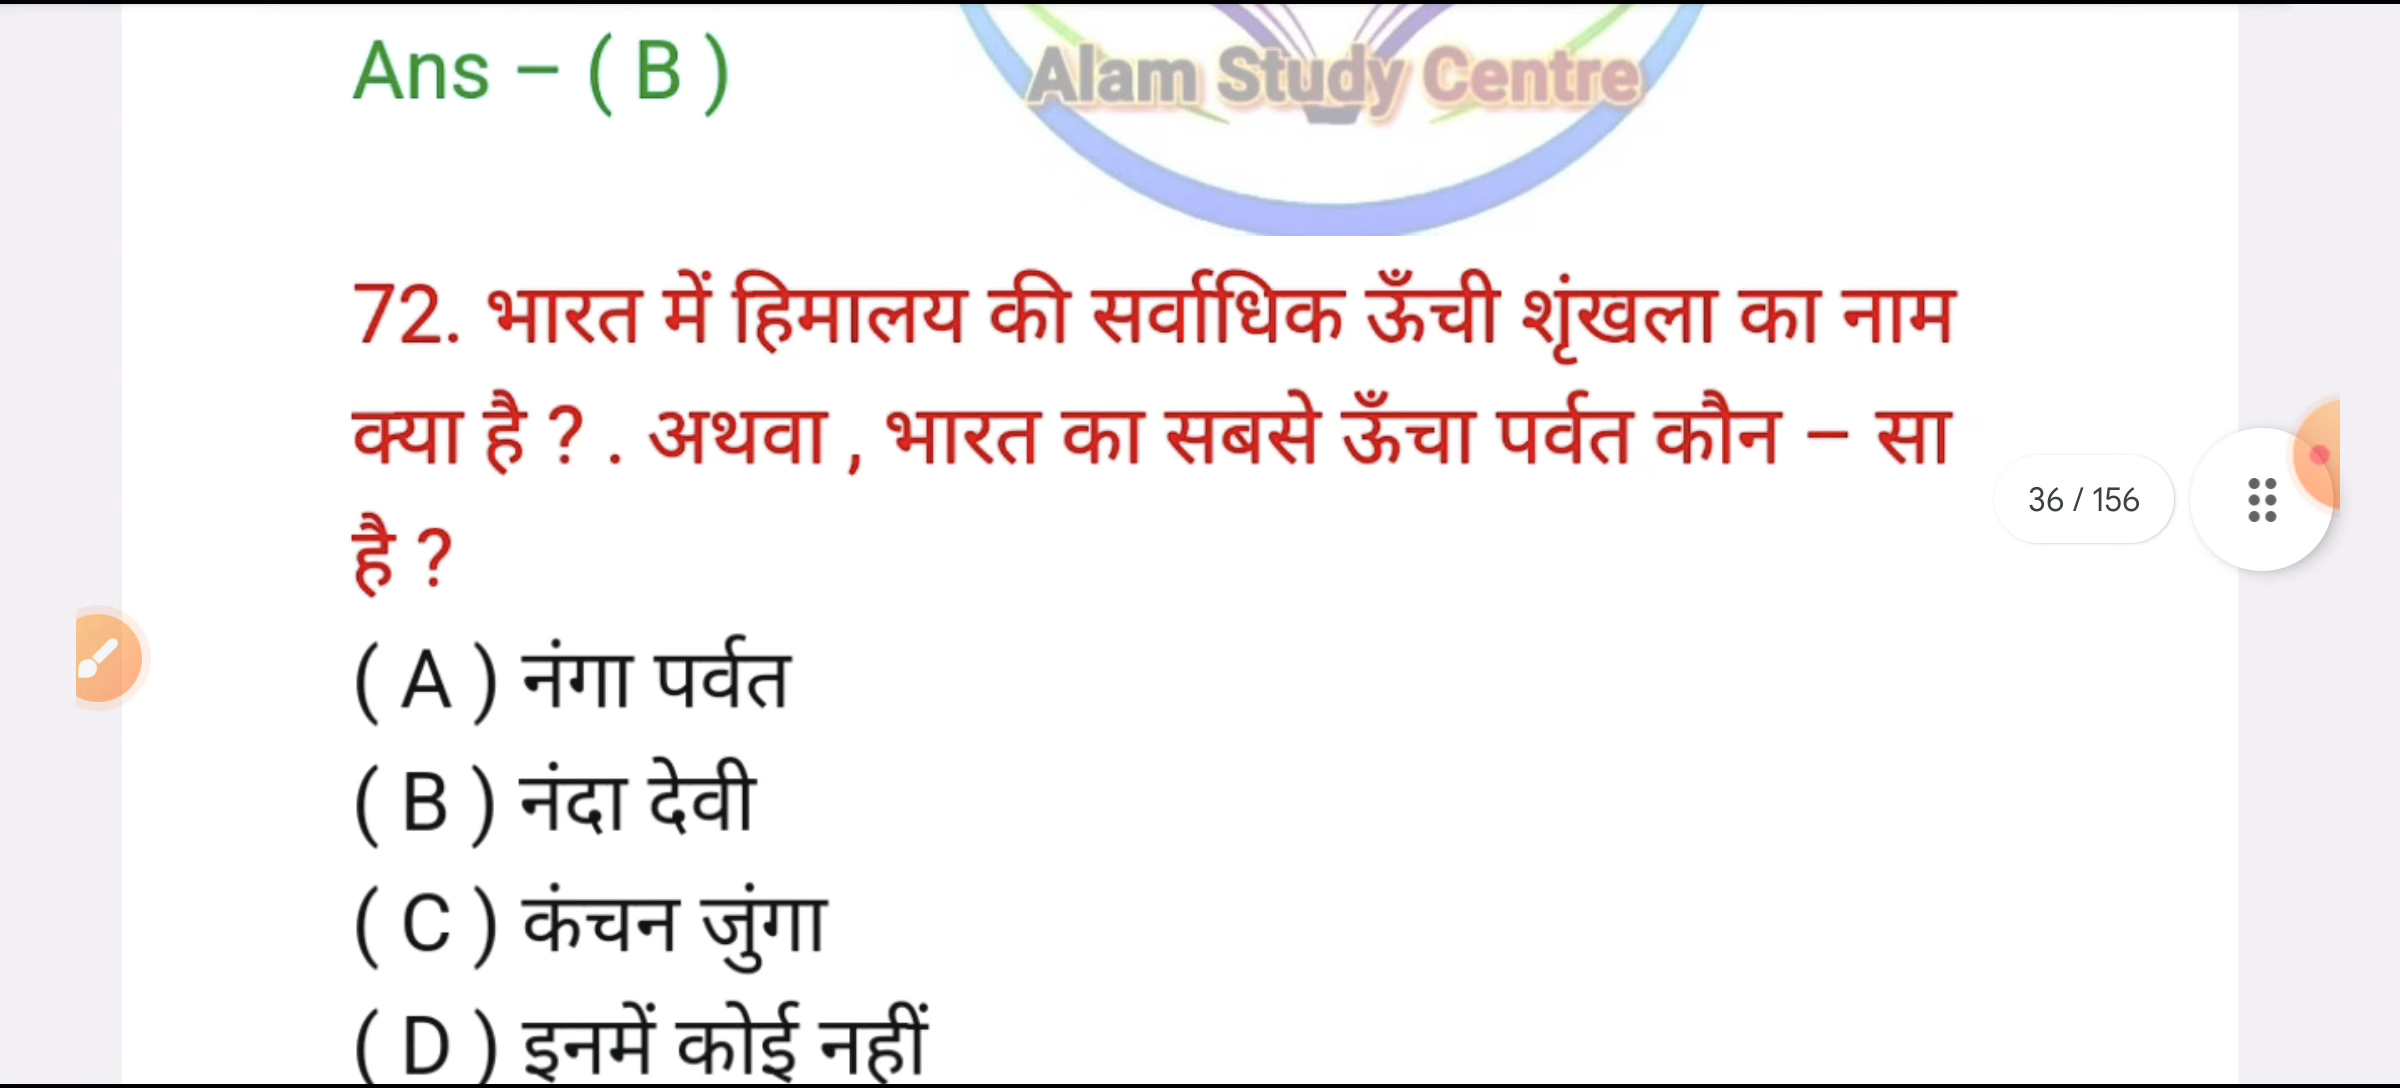 Ans – ( B )
Alam Study Centre
72. भारत में हिमालय की सर्वाधिक ऊँची शृंखला का नाम
क्या है ? . अथवा , भारत का सबसे ऊँचा पर्वत कौन – सा
है ?
36 / 156
( A ) नंगा पर्वत
( B ) नंदा देवी
( C ) कंचन जुंगा
( D ) इनमें कोई नहीं